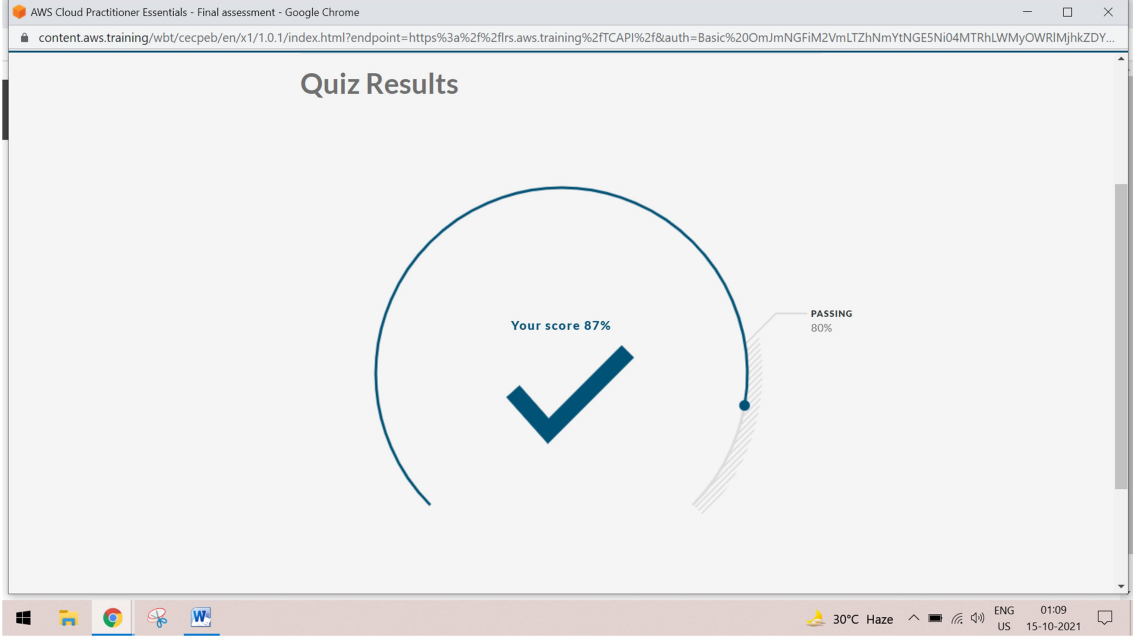 AWS Cloud Practitioner Essentials - Final assessment - Google Chrome
content.aws.training/wbt/cecpeb/en/x1/1.0.1/index.html?endpoint=https%3a%2f%2flrs.aws.training%2fTCAPI%2f&auth=Basic%20OmJmNGFiM2VmLTZhNmYtNGE5Ni04MTRhLWMyOWRlMjhkZDY...
Quiz Results
Your score 87%
PASSING
80%
30°C Haze
ENG
US
01:09
15-10-2021